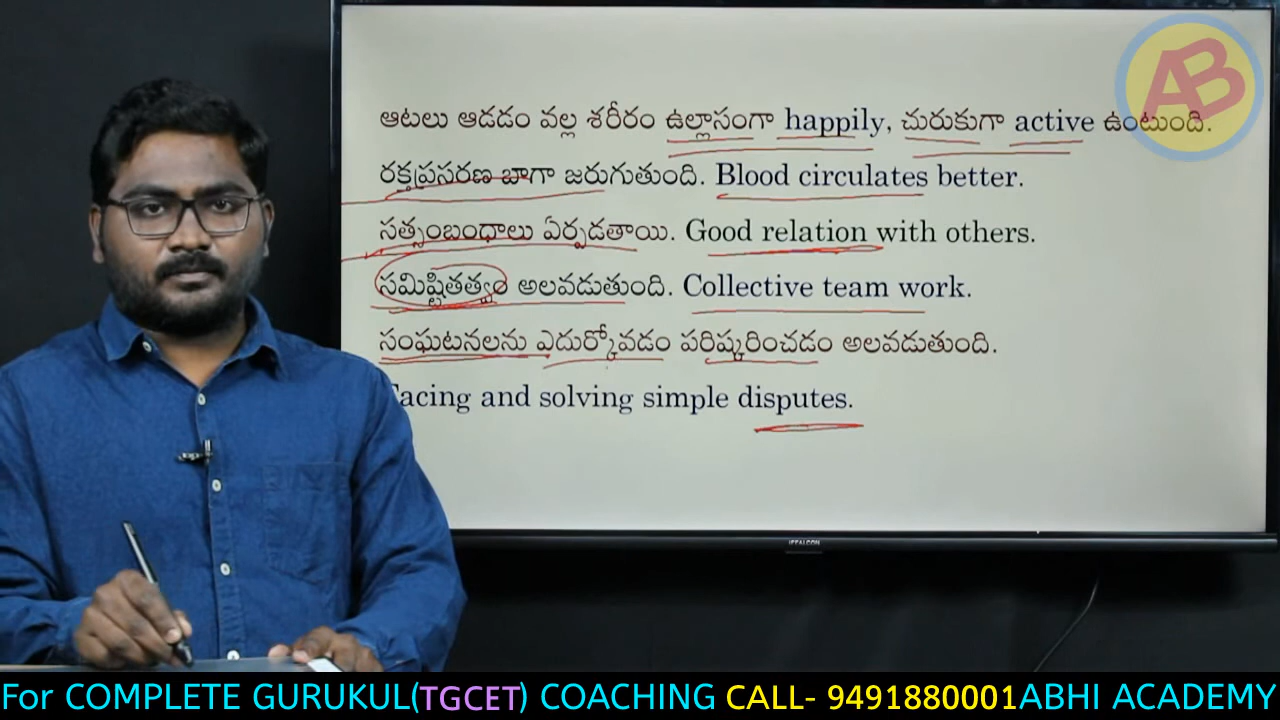 AB
ఆటలు ఆడడం వల్ల శరీరం ఉల్లాసంగా happily, చురుకుగా active ఉంటుంది.
రక్తప్రసరణ బాగా జరుగుతుంది. Blood circulates better.
సత్సంబంధాలు ఏర్పడతాయి. Good relation with others.
సమిష్టితత్వం అలవడుతుంది. Collective team work.
సంఘటనలను ఎదుర్కోవడం పరిష్కరించడం అలవడుతుంది.
Facing and solving simple disputes.
IFFALCON
For COMPLETE GURUKUL(TGCET) COACHING CALL- 9491880001ABHI ACADEMY